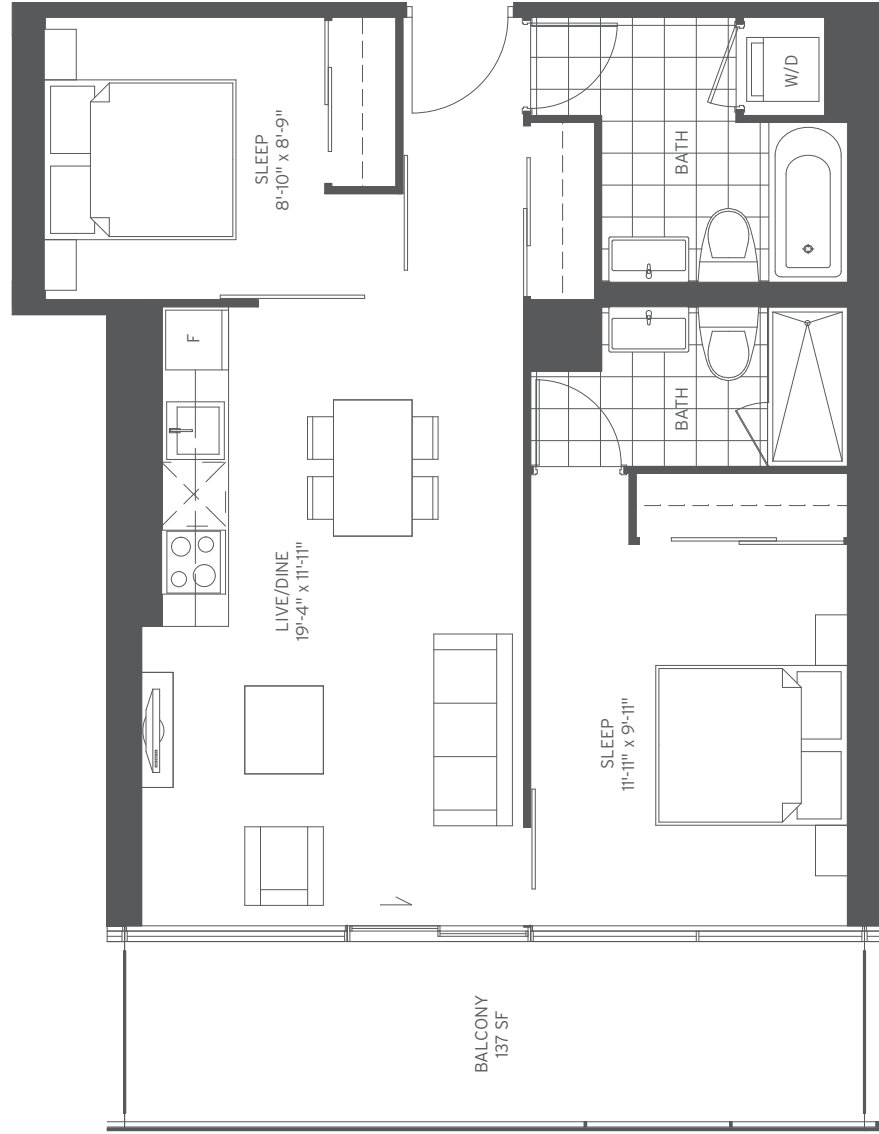 SLEEP
8'-10" x 8'-9"
W/D
BATH
F
BATH
LIVE/DINE
19'-4" x 11'-11"
SLEEP
11'-11" x 9'-11"
BALCONY
137 SF